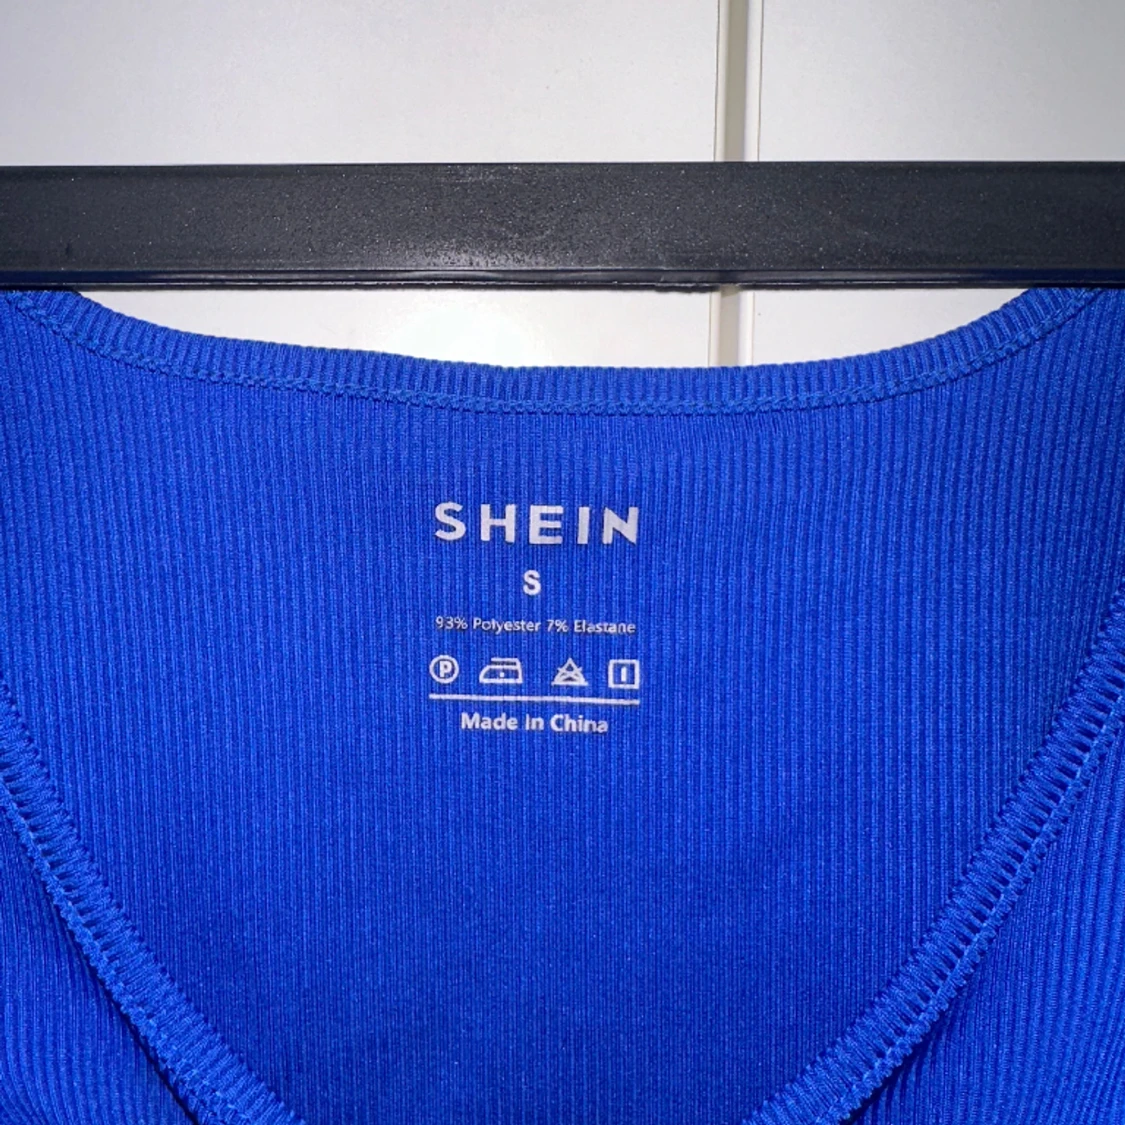 SHEIN
S
93% Polyester 7% Elastane
P
Made In China